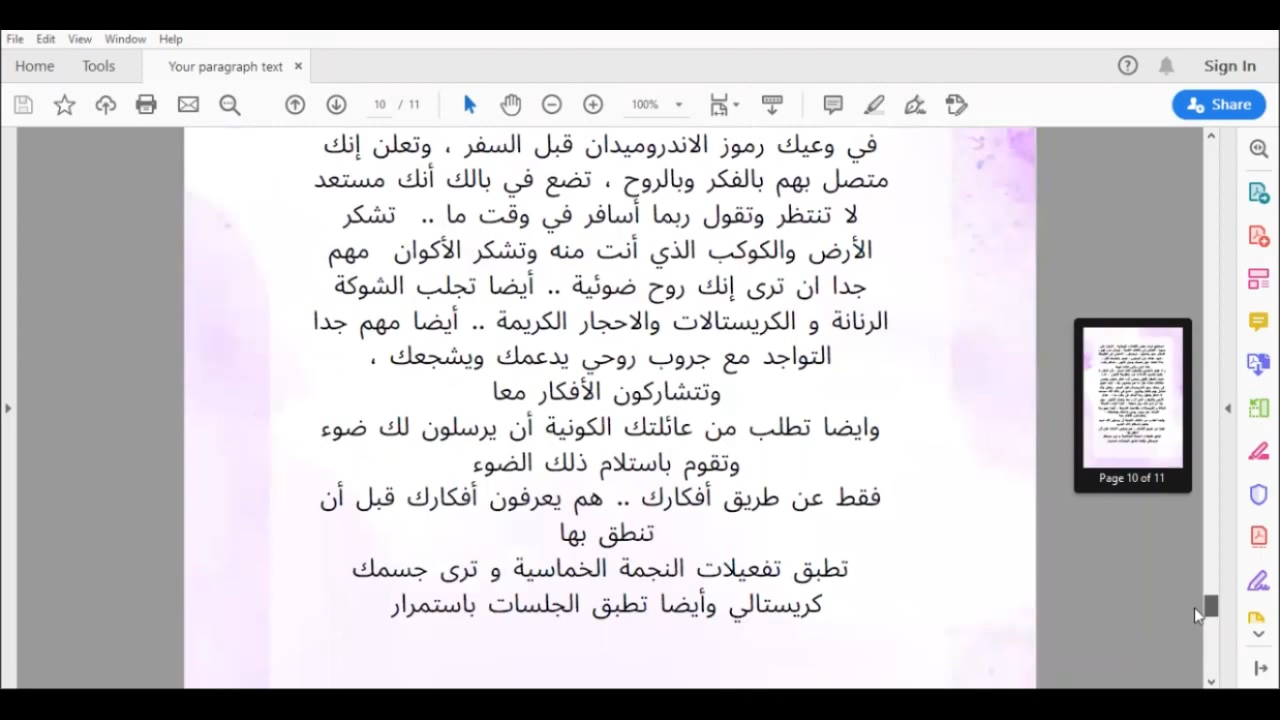 File Edit View Window Help
Home Tools Your paragraph text × Sign In
10 / 11 100% Share
في وعيك رموز الاندروميدان قبل السفر ، وتعلن إنك
متصل بهم بالفكر وبالروح ، تضع في بالك أنك مستعد
لا تنتظر وتقول ربما أسافر في وقت ما .. تشكر
الأرض والكوكب الذي أنت منه وتشكر الأكوان مهم
جدا ان ترى إنك روح ضوئية .. أيضا تجلب الشوكة
الرنانة و الكريستالات والاحجار الكريمة .. أيضا مهم جدا
التواجد مع جروب روحي يدعمك ويشجعك ،
وتتشاركون الأفكار معا
وايضا تطلب من عائلتك الكونية أن يرسلون لك ضوء
وتقوم باستلام ذلك الضوء
فقط عن طريق أفكارك .. هم يعرفون أفكارك قبل أن
تنطق بها
تطبق تفعيلات النجمة الخماسية و ترى جسمك
كريستالي وأيضا تطبق الجلسات باستمرار
Page 10 of 11